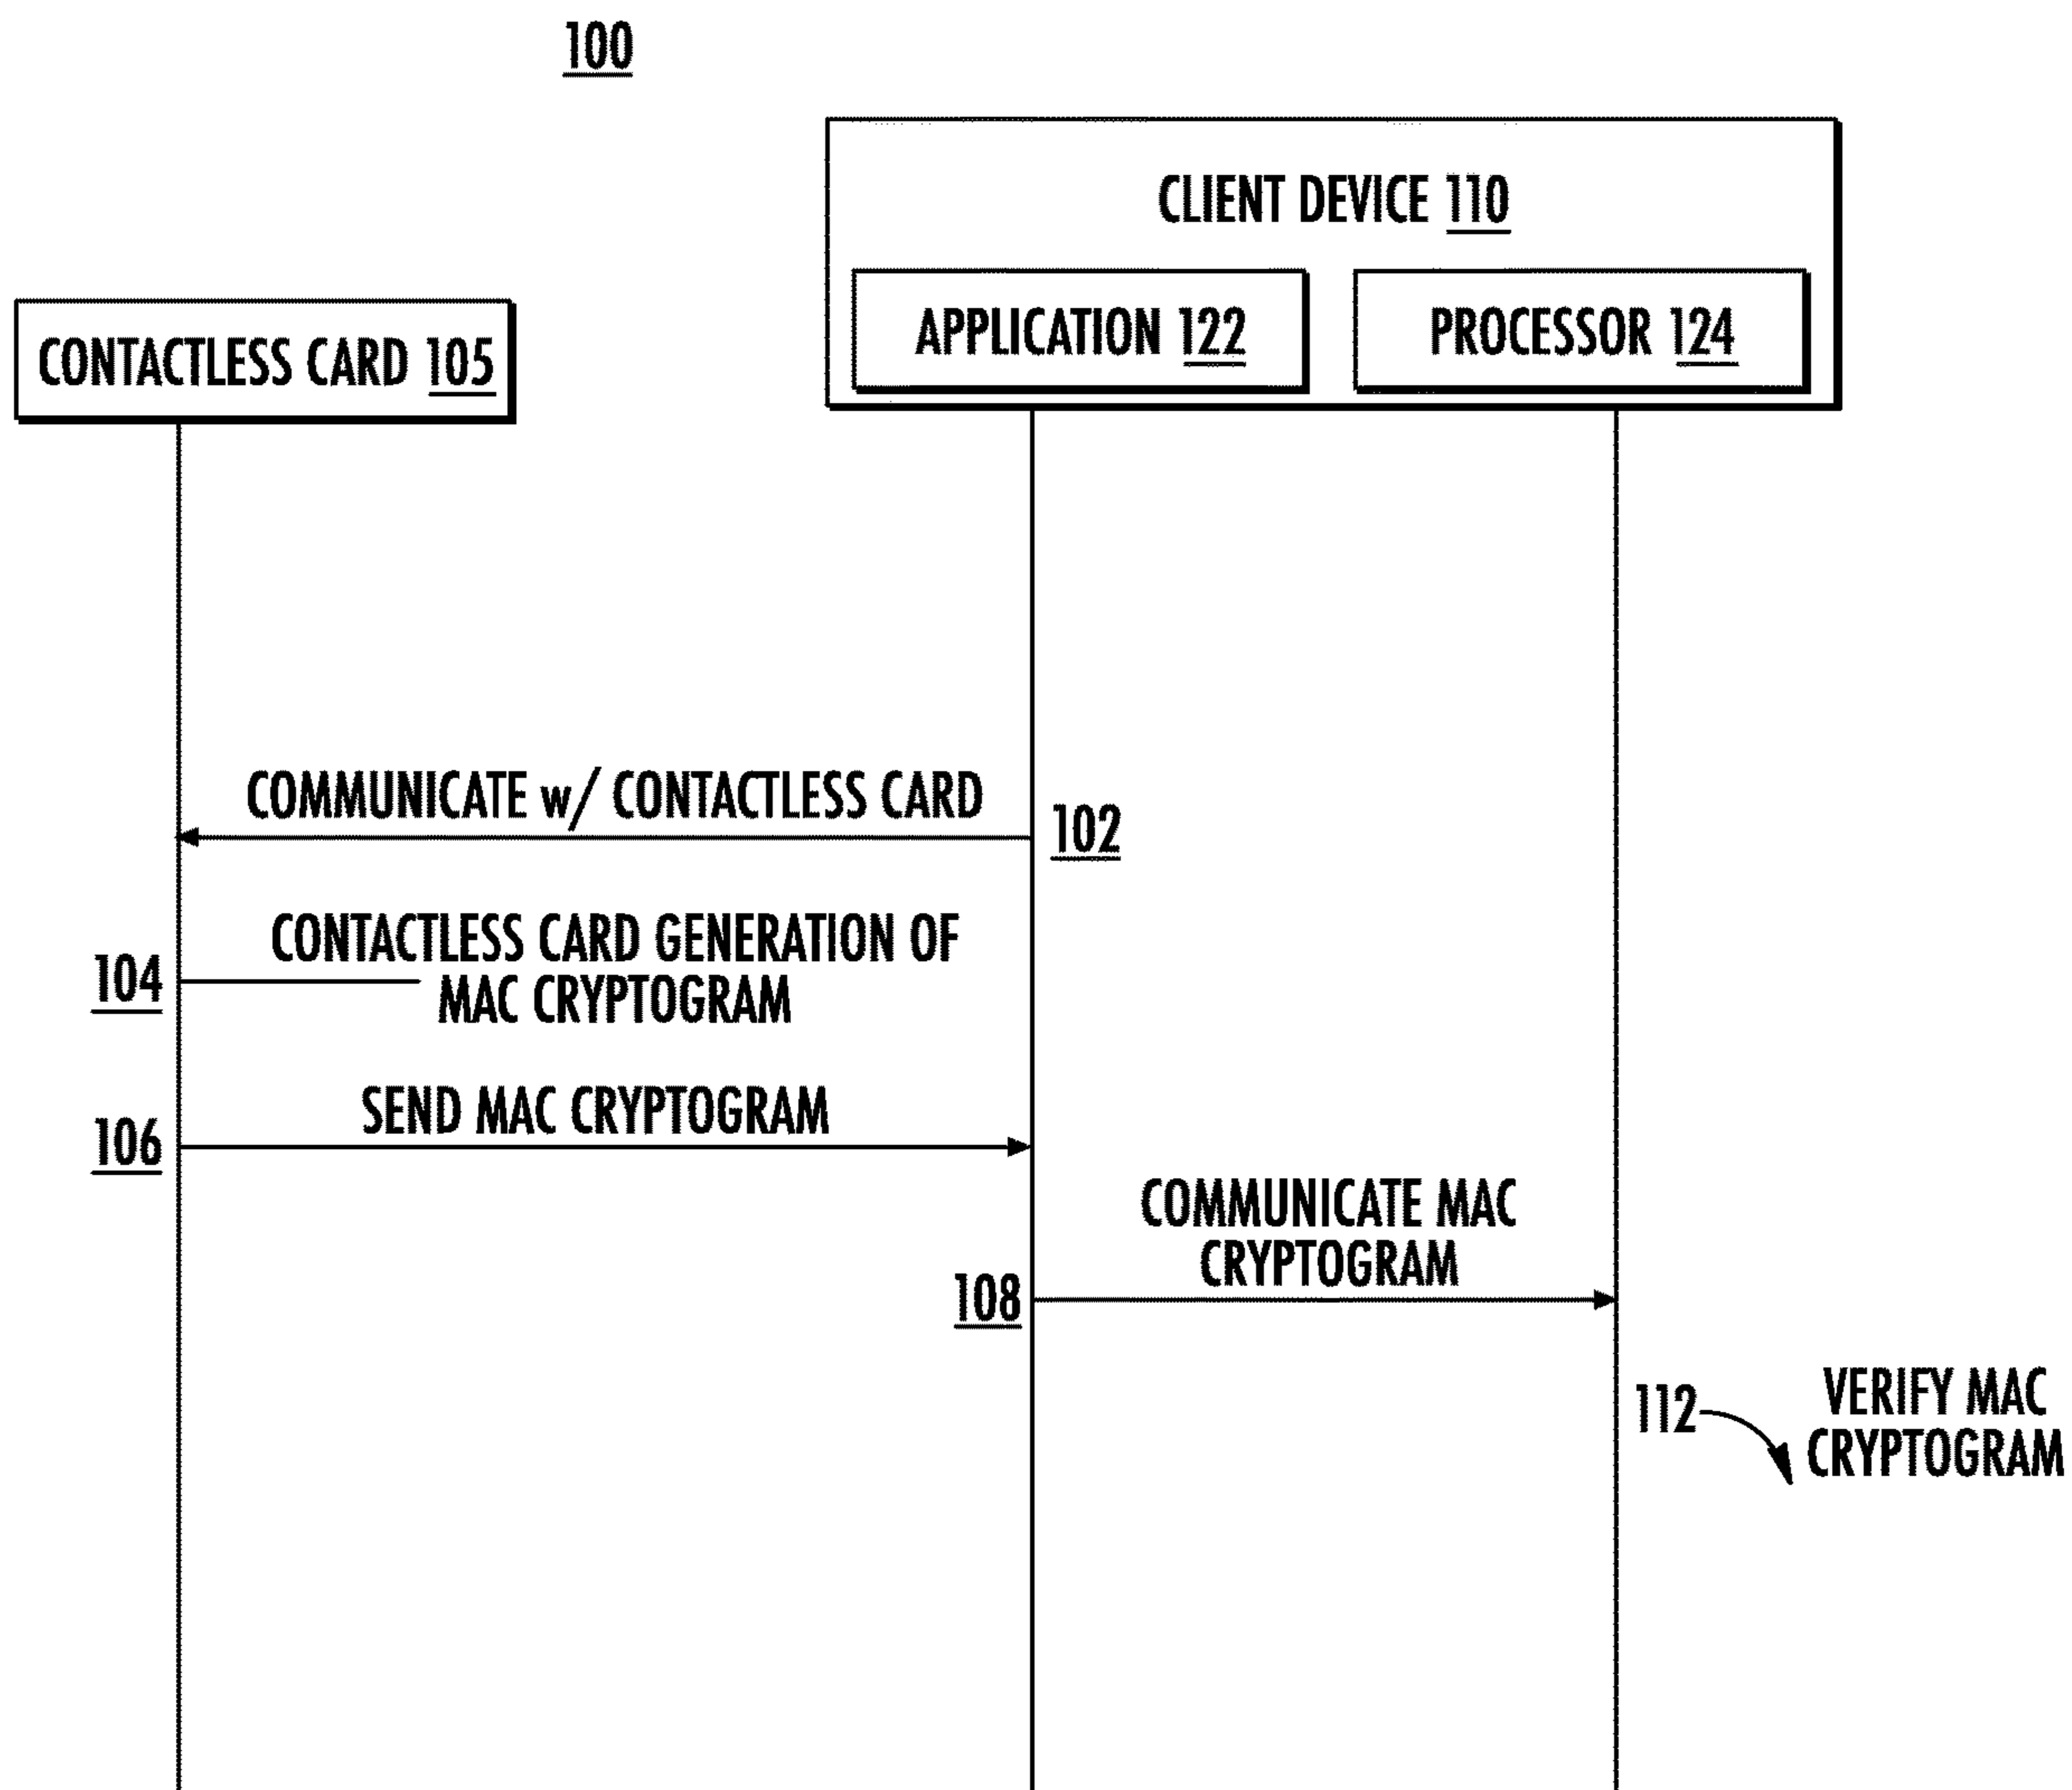 100
CLIENT DEVICE 110
APPLICATION 122
PROCESSOR 124
CONTACTLESS CARD 105
COMMUNICATE w/ CONTACTLESS CARD
102
CONTACTLESS CARD GENERATION OF
MAC CRYPTOGRAM
104
SEND MAC CRYPTOGRAM
106
COMMUNICATE MAC
CRYPTOGRAM
108
112
VERIFY MAC
CRYPTOGRAM